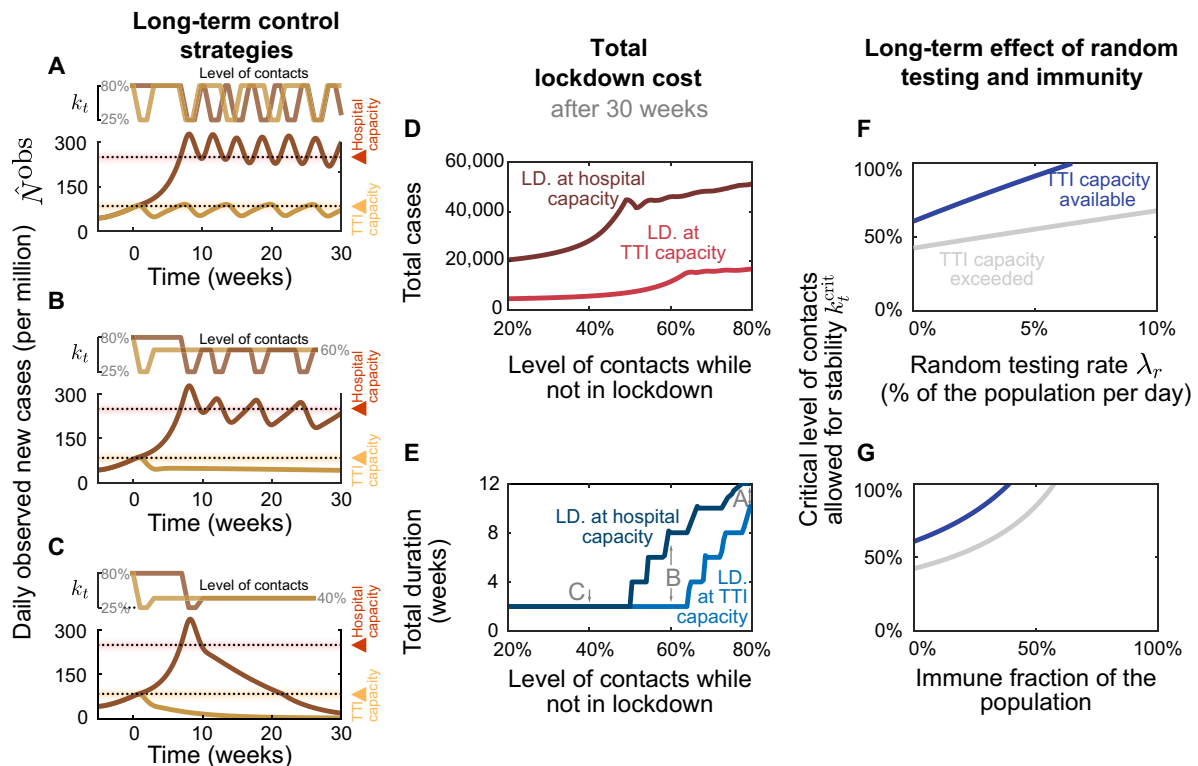 Long-term control
strategies
A
Level of contacts
80%
k_t
25%
Hospital
capacity
300
150
0
TTI
capacity
0
10
20
30
Time (weeks)
B
Level of contacts
80%
60%
k_t
25%
Hospital
capacity
300
150
0
TTI
capacity
0
10
20
30
Time (weeks)
C
Level of contacts
80%
40%
k_t
25%
Hospital
capacity
300
150
0
TTI
capacity
0
10
20
30
Time (weeks)
Daily observed new cases (per million) N̂^obs
Total
lockdown cost
after 30 weeks
D
60,000
40,000
20,000
0
LD. at hospital
capacity
LD. at
TTI capacity
20%
40%
60%
80%
Total cases
Level of contacts while
not in lockdown
E
12
8
4
0
LD. at hospital
capacity
A
B
C
LD.
at TTI
capacity
20%
40%
60%
80%
Total duration
(weeks)
Level of contacts while
not in lockdown
Long-term effect of random
testing and immunity
F
100%
50%
0%
TTI capacity
available
TTI capacity
exceeded
0%
5%
10%
Random testing rate λ_r
(% of the population per day)
Critical level of contacts
allowed for stability k_t^crit
G
100%
50%
0%
0%
50%
100%
Immune fraction of the
population